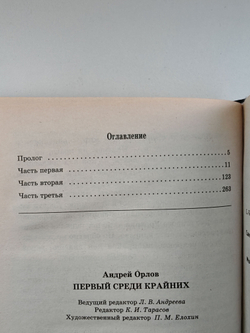 Оглавление
Пролог 5
Часть первая 11
Часть вторая 123
Часть третья 263
Андрей Орлов
ПЕРВЫЙ СРЕДИ КРАЙНИХ
Ведущий редактор Л. В. Андреева
Редактор К. И. Тарасов
Художественный редактор П. М. Елохин